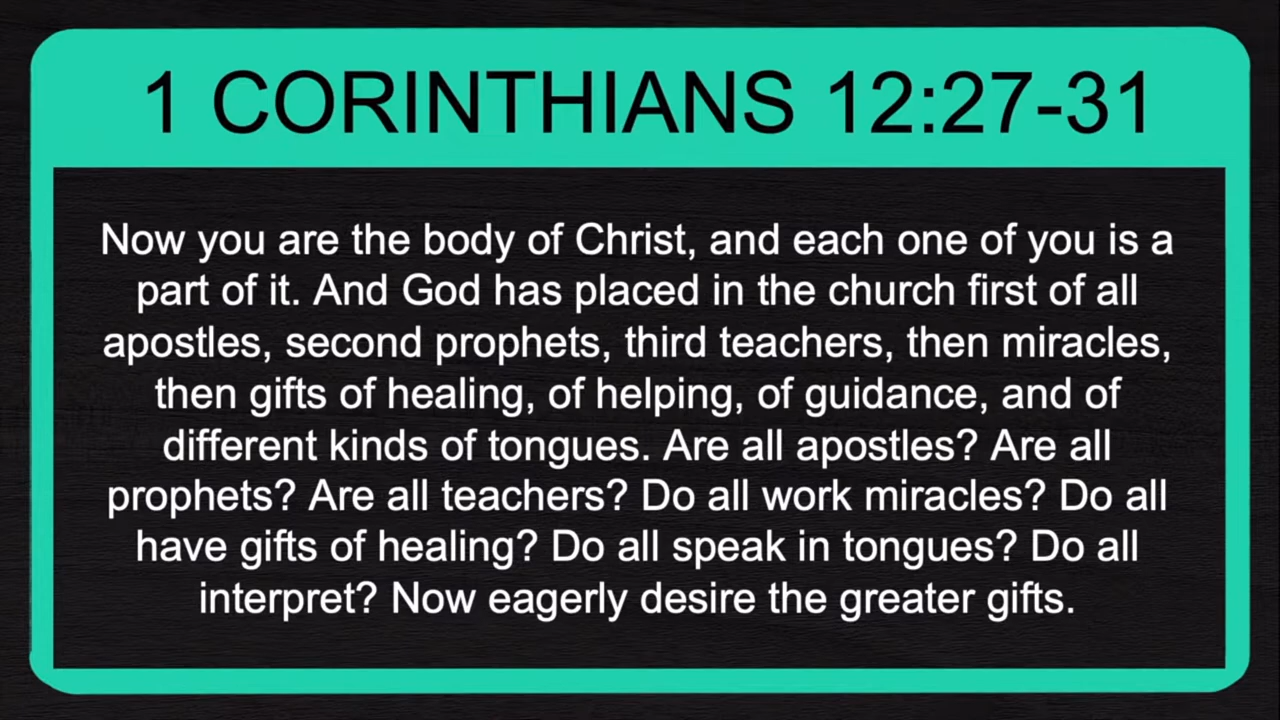 1 CORINTHIANS 12:27-31
Now you are the body of Christ, and each one of you is a
part of it. And God has placed in the church first of all
apostles, second prophets, third teachers, then miracles,
then gifts of healing, of helping, of guidance, and of
different kinds of tongues. Are all apostles? Are all
prophets? Are all teachers? Do all work miracles? Do all
have gifts of healing? Do all speak in tongues? Do all
interpret? Now eagerly desire the greater gifts.